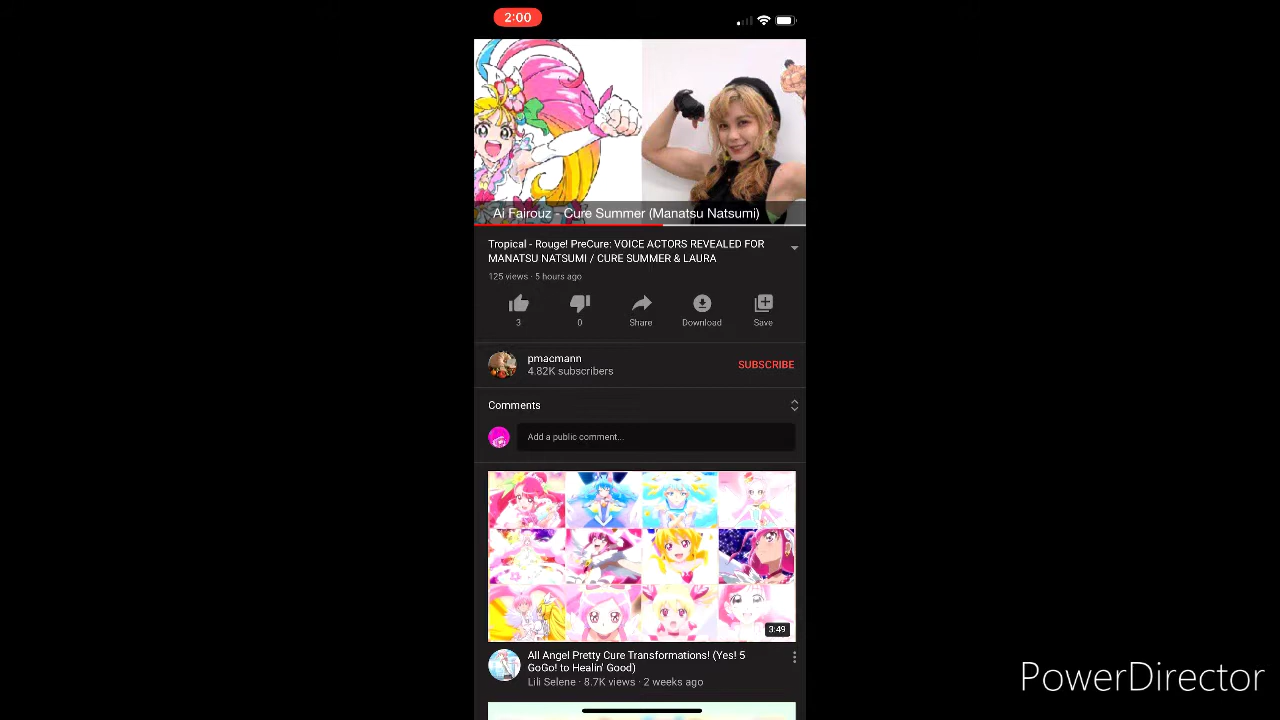 2:00
Ai Fairouz - Cure Summer (Manatsu Natsumi)
Tropical - Rouge! PreCure: VOICE ACTORS REVEALED FOR
MANATSU NATSUMI / CURE SUMMER & LAURA
125 views · 5 hours ago
3
0
Share
Download
Save
pmacmann
4.82K subscribers
SUBSCRIBE
Comments
Add a public comment...
3:49
All Angel Pretty Cure Transformations! (Yes! 5
GoGo! to Healin' Good)
Lili Selene · 8.7K views · 2 weeks ago
PowerDirector